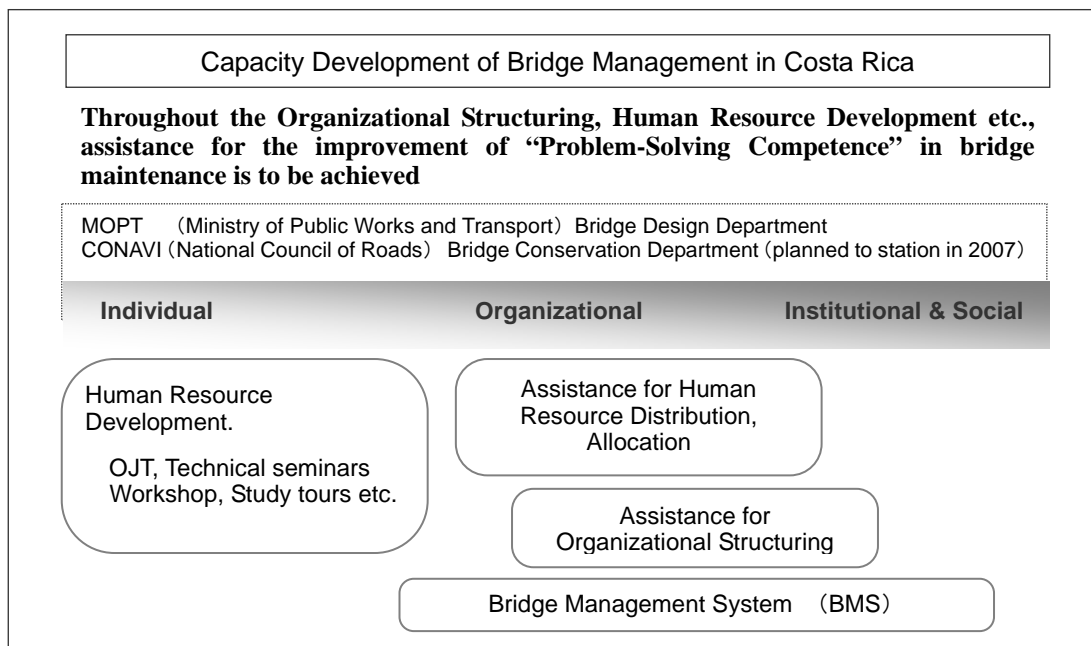 Capacity Development of Bridge Management in Costa Rica
Throughout the Organizational Structuring, Human Resource Development etc.,
assistance for the improvement of “Problem-Solving Competence” in bridge
maintenance is to be achieved
MOPT （Ministry of Public Works and Transport）Bridge Design Department
CONAVI（National Council of Roads） Bridge Conservation Department（planned to station in 2007）
Individual Organizational Institutional & Social
Human Resource
Development.
OJT, Technical seminars
Workshop, Study tours etc.
Assistance for Human
Resource Distribution,
Allocation
Assistance for
Organizational Structuring
Bridge Management System （BMS）